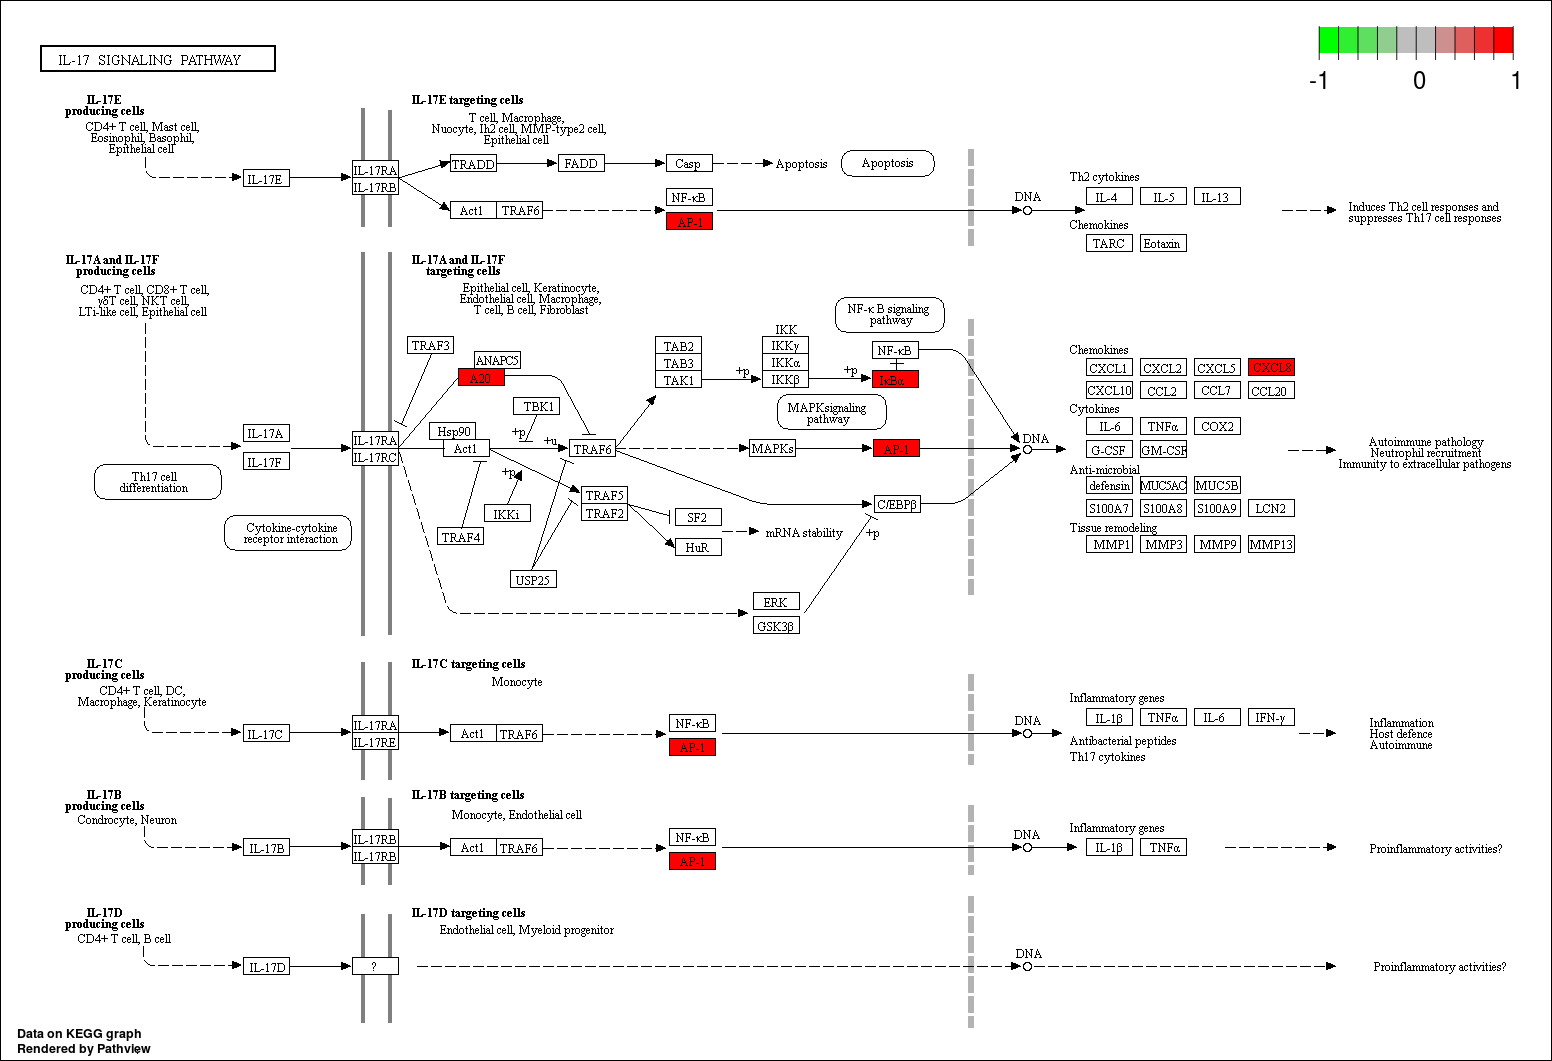 IL-17 SIGNALING PATHWAY
-1 0 1
IL-17E
producing cells
CD4+ T cell, Mast cell,
Eosinophil, Basophil,
Epithelial cell
IL-17E
IL-17RA
IL-17RB
IL-17E targeting cells
T cell, Macrophage,
Nuocyte, Ih2 cell, MMP-type2 cell,
Epithelial cell
TRADD
FADD
Casp
Apoptosis
Apoptosis
Act1
TRAF6
NF-κB
AP-1
DNA
Th2 cytokines
IL-4
IL-5
IL-13
Chemokines
TARC
Eotaxin
Induces Th2 cell responses and
suppresses Th17 cell responses
IL-17A and IL-17F
producing cells
CD4+ T cell, CD8+ T cell,
γδT cell, NKT cell,
LTi-like cell, Epithelial cell
IL-17A
IL-17F
Th17 cell
differentiation
Cytokine-cytokine
receptor interaction
IL-17RA
IL-17RC
IL-17A and IL-17F
targeting cells
Epithelial cell, Keratinocyte,
Endothelial cell, Macrophage,
T cell, B cell, Fibroblast
TRAF3
ANAPC5
A20
TBK1
Hsp90
Act1
+p
+u
TRAF6
+p
IKKi
TRAF4
TRAF5
TRAF2
USP25
SF2
HuR
mRNA stability
TAB2
TAB3
TAK1
+p
IKK
IKKγ
IKKα
IKKβ
+p
NF-κ B signaling
pathway
NF-κB
IκBα
MAPKsignaling
pathway
MAPKs
AP-1
C/EBPβ
+p
ERK
GSK3β
DNA
Chemokines
CXCL1
CXCL2
CXCL5
CXCL8
CXCL10
CCL2
CCL7
CCL20
Cytokines
IL-6
TNFα
COX2
G-CSF
GM-CSF
Anti-microbial
defensin
MUC5AC
MUC5B
S100A7
S100A8
S100A9
LCN2
Tissue remodeling
MMP1
MMP3
MMP9
MMP13
Autoimmune pathology
Neutrophil recruitment
Immunity to extracellular pathogens
IL-17C
producing cells
CD4+ T cell, DC,
Macrophage, Keratinocyte
IL-17C
IL-17RA
IL-17RE
IL-17C targeting cells
Monocyte
Act1
TRAF6
NF-κB
AP-1
DNA
Inflammatory genes
IL-1β
TNFα
IL-6
IFN-γ
Antibacterial peptides
Th17 cytokines
Inflammation
Host defence
Autoimmune
IL-17B
producing cells
Condrocyte, Neuron
IL-17B
IL-17RB
IL-17RB
IL-17B targeting cells
Monocyte, Endothelial cell
Act1
TRAF6
NF-κB
AP-1
DNA
Inflammatory genes
IL-1β
TNFα
Proinflammatory activities?
IL-17D
producing cells
CD4+ T cell, B cell
IL-17D
?
IL-17D targeting cells
Endothelial cell, Myeloid progenitor
DNA
Proinflammatory activities?
Data on KEGG graph
Rendered by Pathview